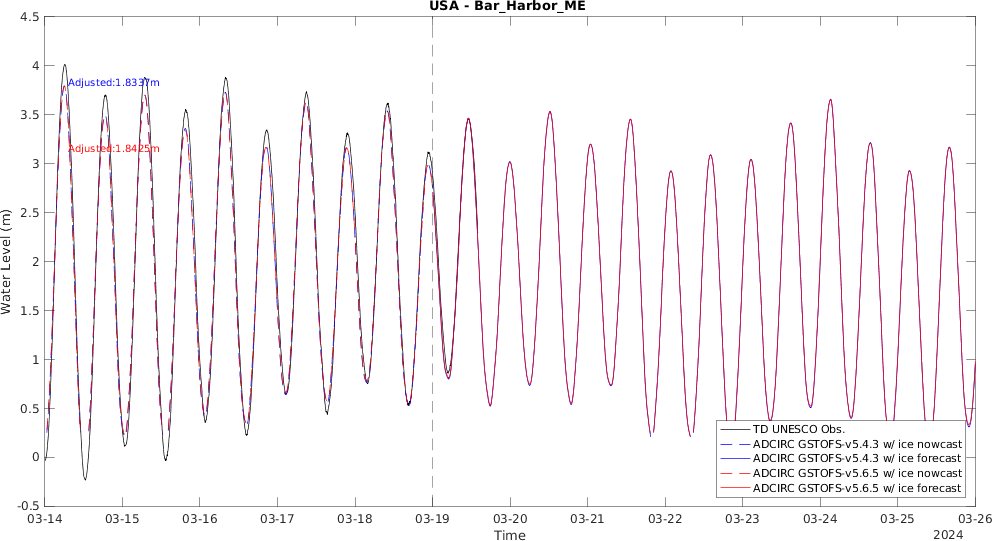 USA - Bar_Harbor_ME
Water Level (m)
4.5
4
3.5
3
2.5
2
1.5
1
0.5
0
-0.5
Adjusted:1.8337m
Adjusted:1.8425m
TD UNESCO Obs.
ADCIRC GSTOFS-v5.4.3 w/ ice nowcast
ADCIRC GSTOFS-v5.4.3 w/ ice forecast
ADCIRC GSTOFS-v5.6.5 w/ ice nowcast
ADCIRC GSTOFS-v5.6.5 w/ ice forecast
03-14 03-15 03-16 03-17 03-18 03-19 03-20 03-21 03-22 03-23 03-24 03-25 03-26
Time
2024